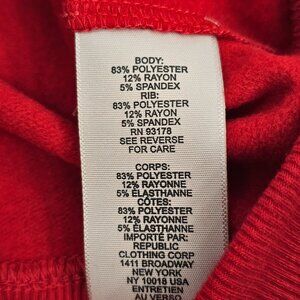 BODY:
83% POLYESTER
12% RAYON
5% SPANDEX
RIB:
83% POLYESTER
12% RAYON
5% SPANDEX
RN 93178
SEE REVERSE
FOR CARE
CORPS:
83% POLYESTER
12% RAYONNE
5% ÉLASTHANNE
CÔTES:
83% POLYESTER
12% RAYONNE
5% ÉLASTHANNE
IMPORTÉ PAR:
REPUBLIC
CLOTHING CORP
1411 BROADWAY
NEW YORK
NY 10018 USA
ENTRETIEN
AU VERSO